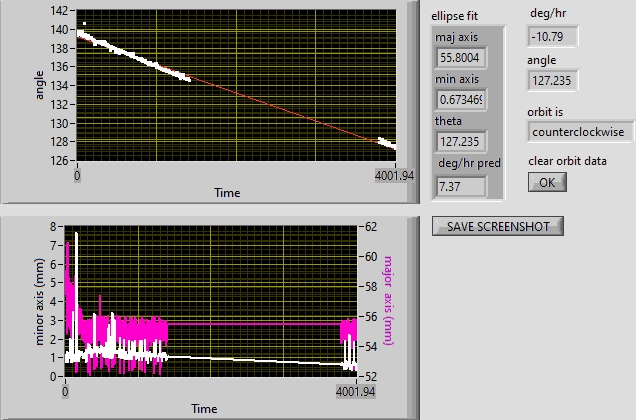 142
140
138
136
134
132
130
128
126
angle
0
4001.94
Time
ellipse fit
maj axis
55.8004
min axis
0.673469
theta
127.235
deg/hr pred
7.37
deg/hr
-10.79
angle
127.235
orbit is
counterclockwise
clear orbit data
OK
SAVE SCREENSHOT
8
7
6
5
4
3
2
1
0
minor axis (mm)
62
60
58
56
54
52
major axis (mm)
0
4001.94
Time